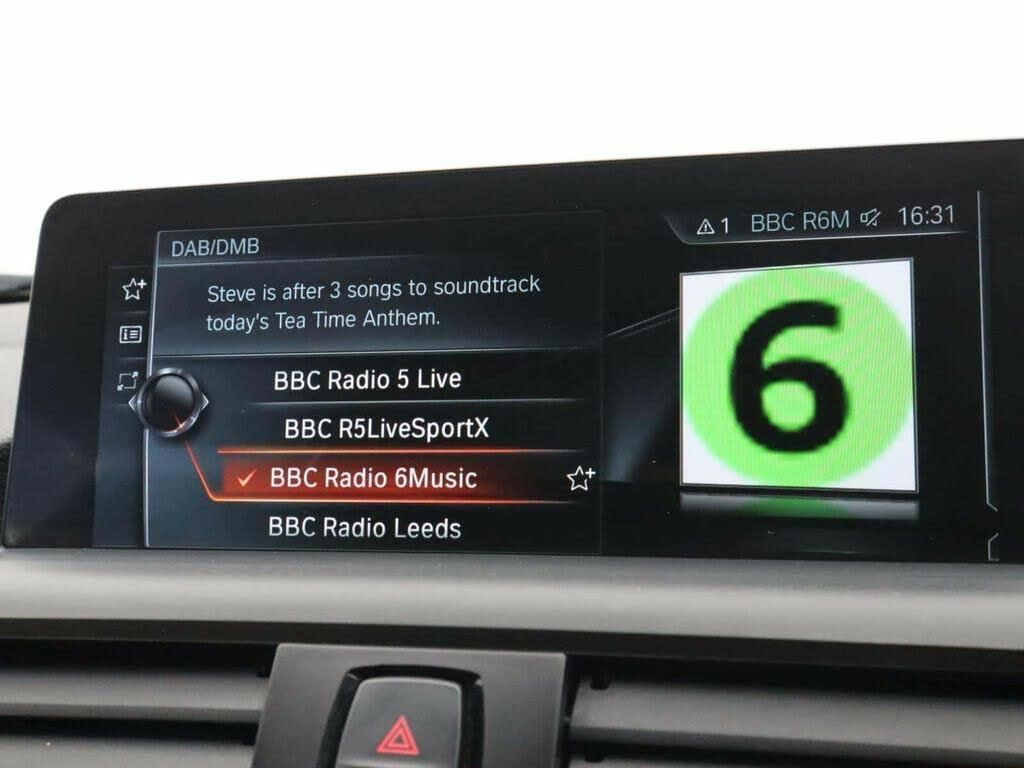 DAB/DMB
1 BBC R6M 16:31
Steve is after 3 songs to soundtrack
today's Tea Time Anthem.
BBC Radio 5 Live
BBC R5LiveSportX
BBC Radio 6Music
BBC Radio Leeds
6